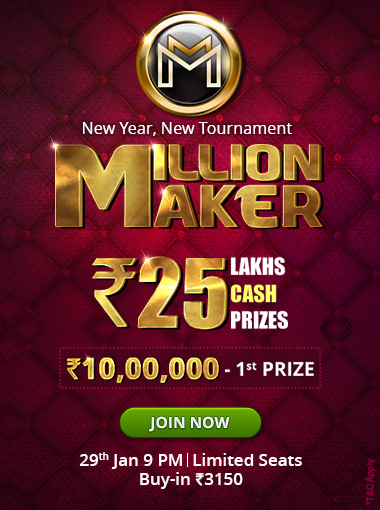 M
New Year, New Tournament
MILLION
MAKER
₹25 LAKHS
CASH
PRIZES
₹10,00,000 - 1st PRIZE
JOIN NOW
29th Jan 9 PM | Limited Seats
Buy-in ₹3150
*T&C Apply